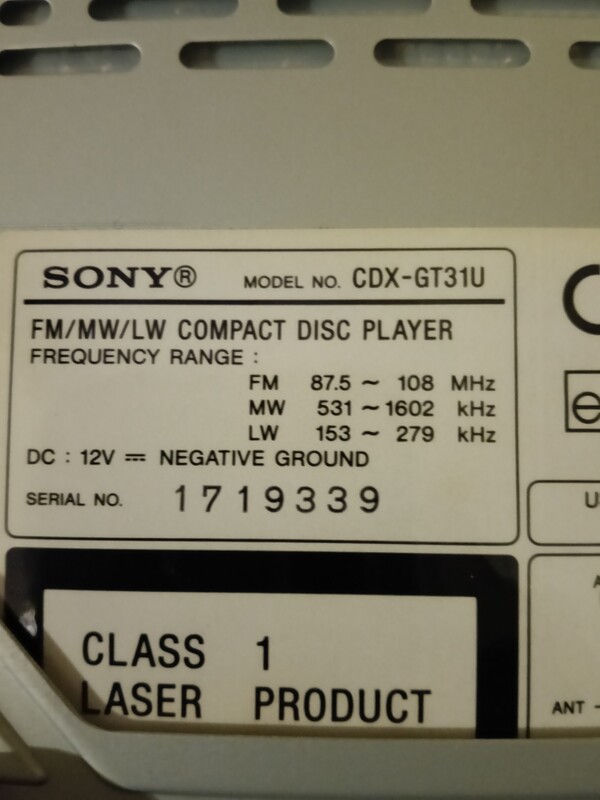 SONY® MODEL NO. CDX-GT31U
FM/MW/LW COMPACT DISC PLAYER
FREQUENCY RANGE :
FM 87.5 ~ 108 MHz
MW 531 ~ 1602 kHz
LW 153 ~ 279 kHz
DC : 12V ⎓ NEGATIVE GROUND
SERIAL NO. 1719339
CLASS 1
LASER PRODUCT
e
U
ANT -